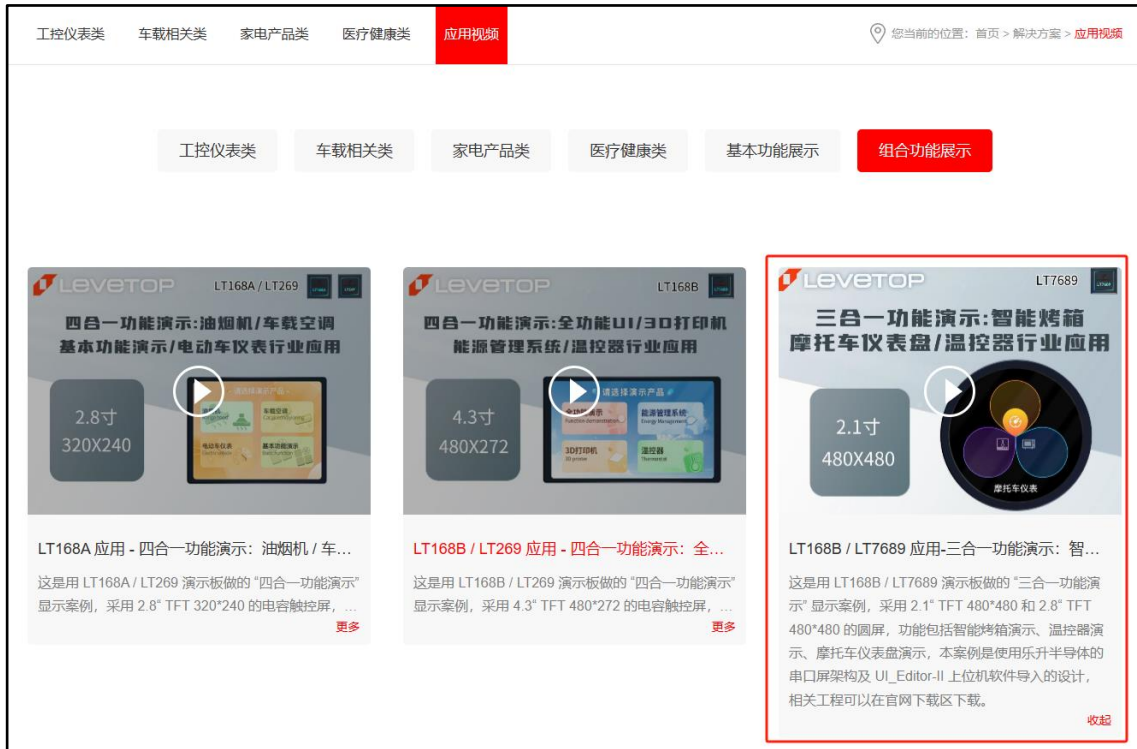 工控仪表类
车载相关类
家电产品类
医疗健康类
应用视频
您当前的位置：首页 > 解决方案 > 应用视频
工控仪表类
车载相关类
家电产品类
医疗健康类
基本功能展示
组合功能展示
LEVETOP
LT168A / LT269
四合一功能演示:油烟机/车载空调
基本功能演示/电动车仪表行业应用
2.8寸
320X240
车载空调
电动车仪表
基本功能演示
LT168A 应用 - 四合一功能演示：油烟机 / 车…
这是用 LT168A / LT269 演示板做的 “四合一功能演示”
显示案例，采用 2.8“ TFT 320*240 的电容触控屏，…
更多
LEVETOP
LT168B
四合一功能演示:全功能UI/3D打印机
能源管理系统/温控器行业应用
4.3寸
480X272
请选择演示产品
全功能演示
能源管理系统
Energy Management
3D打印机
3D printer
温控器
Thermostat
LT168B / LT269 应用 - 四合一功能演示：全…
这是用 LT168B / LT269 演示板做的 “四合一功能演示”
显示案例，采用 4.3“ TFT 480*272 的电容触控屏，…
更多
LEVETOP
LT7689
三合一功能演示:智能烤箱
摩托车仪表盘/温控器行业应用
2.1寸
480X480
摩托车仪表
LT168B / LT7689 应用-三合一功能演示：智…
这是用 LT168B / LT7689 演示板做的 “三合一功能演
示” 显示案例，采用 2.1“ TFT 480*480 和 2.8“ TFT
480*480 的圆屏，功能包括智能烤箱演示、温控器演
示、摩托车仪表盘演示，本案例是使用乐升半导体的
串口屏架构及 UI_Editor-II 上位机软件导入的设计，
相关工程可以在官网下载区下载。
收起